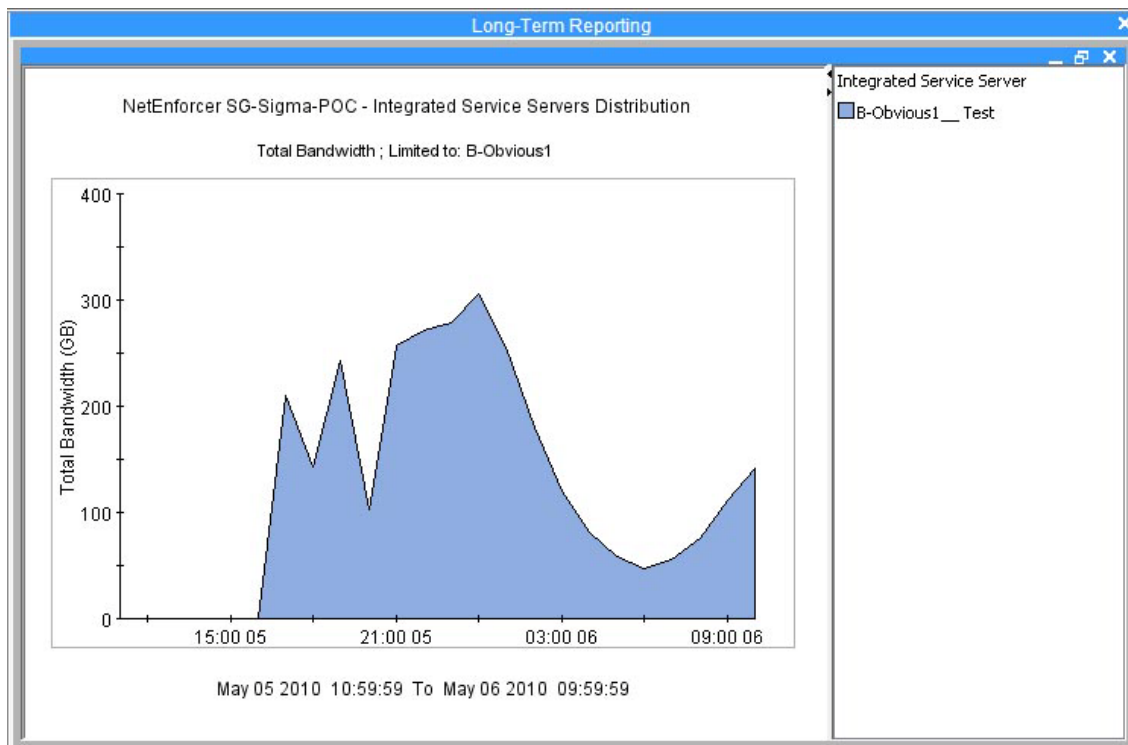 Long-Term Reporting
NetEnforcer SG-Sigma-POC - Integrated Service Servers Distribution
Total Bandwidth ; Limited to: B-Obvious1
Integrated Service Server
B-Obvious1__ Test
Total Bandwidth (GB)
400
300
200
100
0
15:00 05 21:00 05 03:00 06 09:00 06
May 05 2010 10:59:59 To May 06 2010 09:59:59